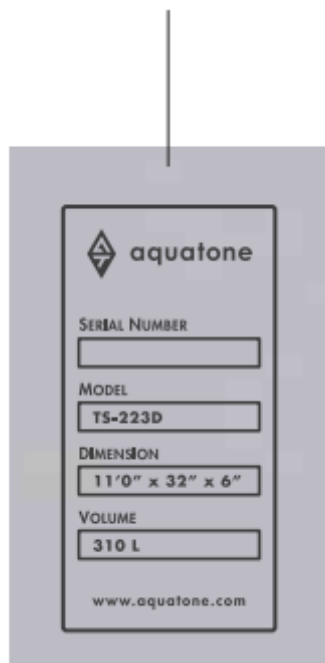 aquatone
SERIAL NUMBER
MODEL
TS-223D
DIMENSION
11'0" x 32" x 6"
VOLUME
310 L
www.aquatone.com